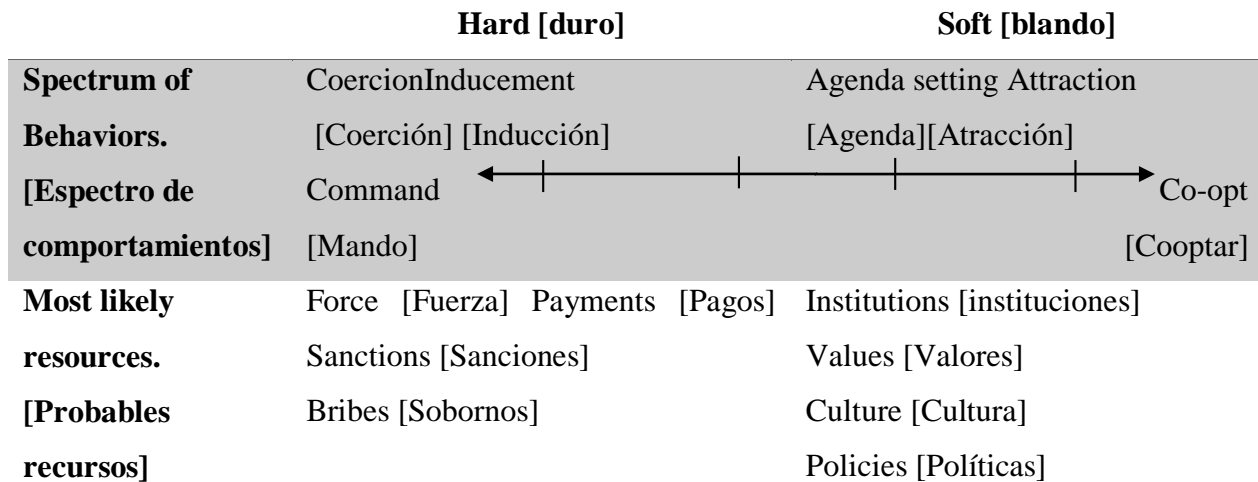 Hard [duro] Soft [blando]
Spectrum of CoercionInducement Agenda setting Attraction
Behaviors. [Coerción] [Inducción] [Agenda][Atracción]
[Espectro de Command Co-opt
comportamientos] [Mando] [Cooptar]
Most likely Force [Fuerza] Payments [Pagos] Institutions [instituciones]
resources. Sanctions [Sanciones] Values [Valores]
[Probables Bribes [Sobornos] Culture [Cultura]
recursos] Policies [Políticas]